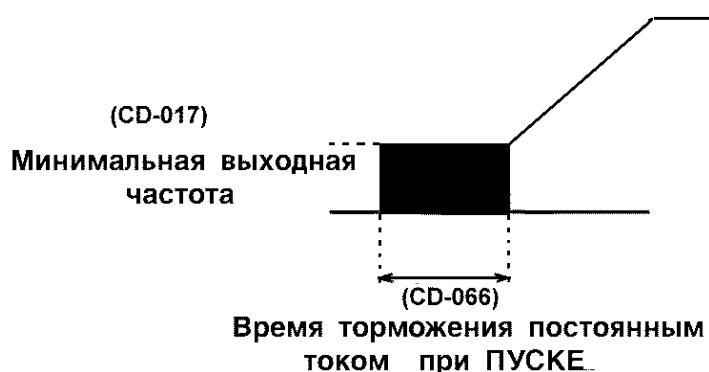 (CD-017)
Минимальная выходная
частота
(CD-066)
Время торможения постоянным
током при ПУСКЕ